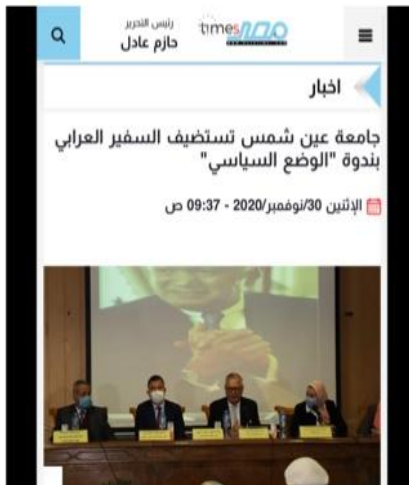 رئيس التحرير
حازم عادل
مصر times
اخبار
جامعة عين شمس تستضيف السفير العرابي
بندوة "الوضع السياسي"
الإثنين 30/نوفمبر/2020 - 09:37 ص